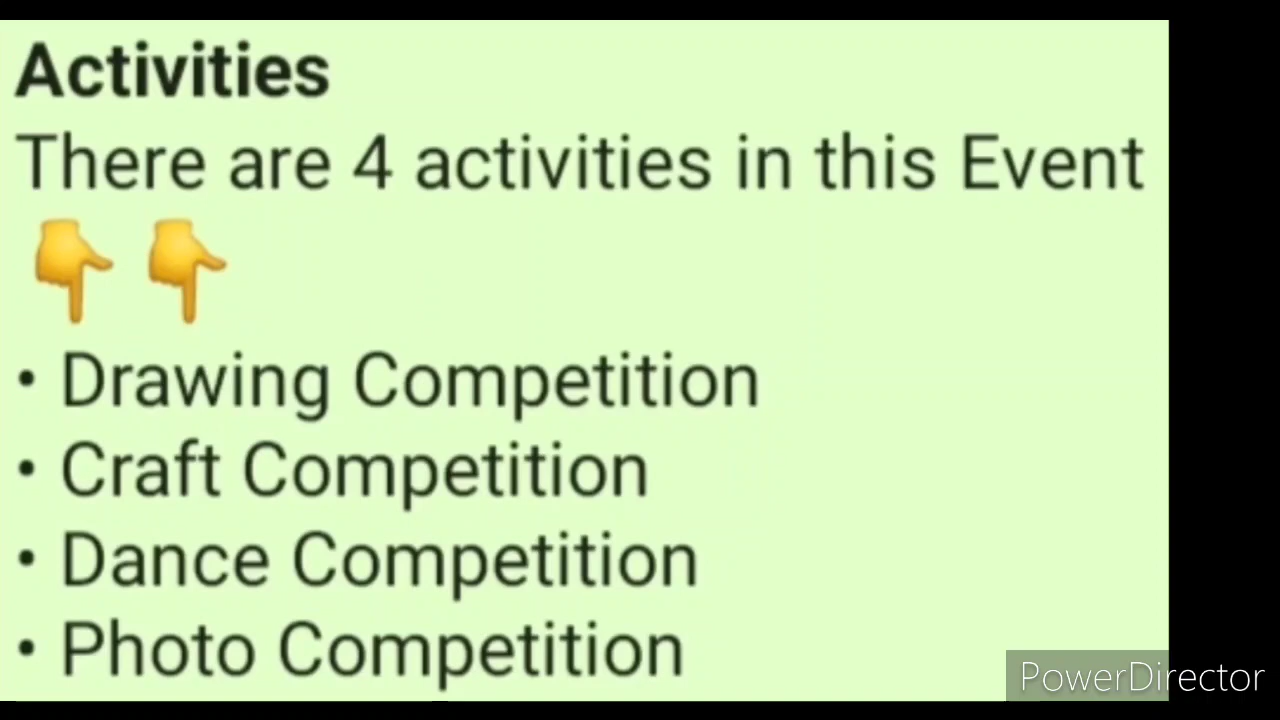 Activities
There are 4 activities in this Event
👇 👇
• Drawing Competition
• Craft Competition
• Dance Competition
• Photo Competition
PowerDirector